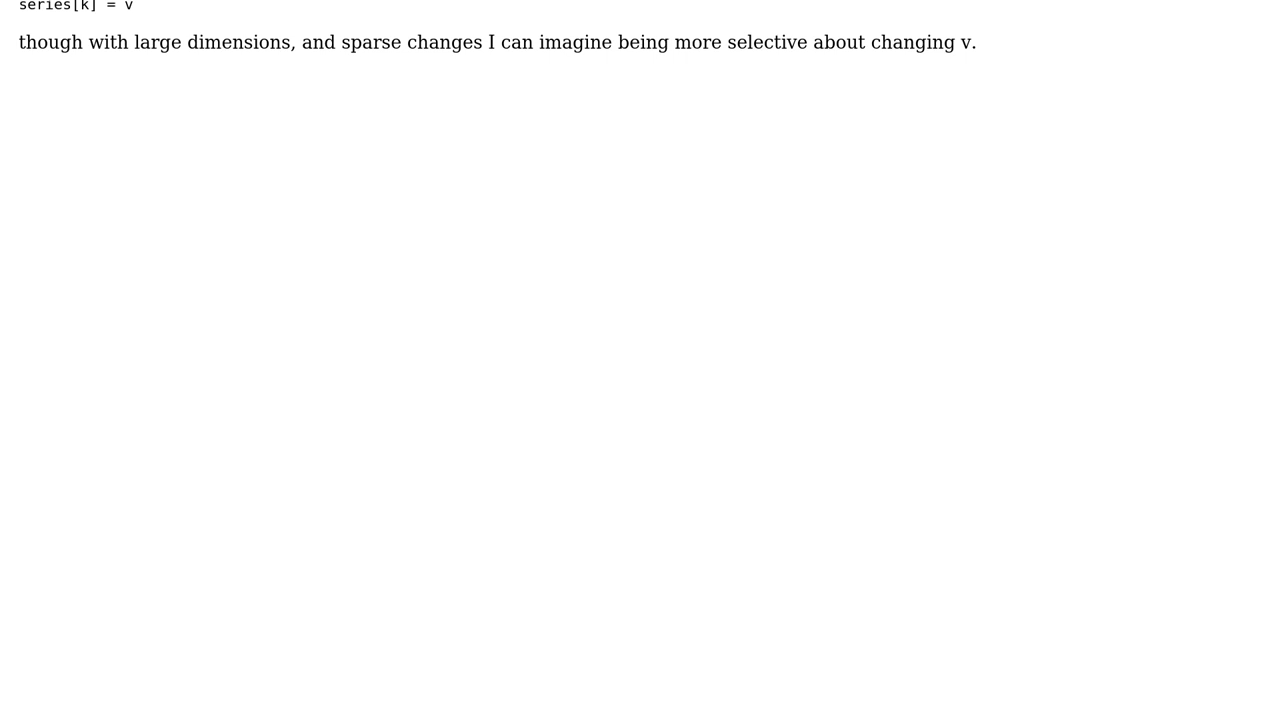 series[k] = v
though with large dimensions, and sparse changes I can imagine being more selective about changing v.